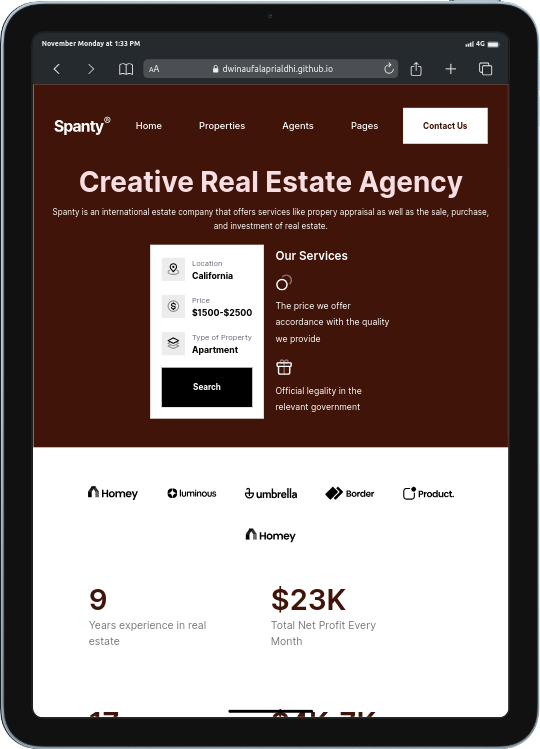 November Monday at 1:33 PM
4G
AA
dwinaufalaprialdhi.github.io
Spanty®
Home
Properties
Agents
Pages
Contact Us
Creative Real Estate Agency
Spanty is an international estate company that offers services like propery appraisal as well as the sale, purchase,
and investment of real estate.
Location
California
Price
$1500-$2500
Type of Property
Apartment
Search
Our Services
The price we offer
accordance with the quality
we provide
Official legality in the
relevant government
Homey
luminous
umbrella
Border
Product.
Homey
9
Years experience in real
estate
$23K
Total Net Profit Every
Month